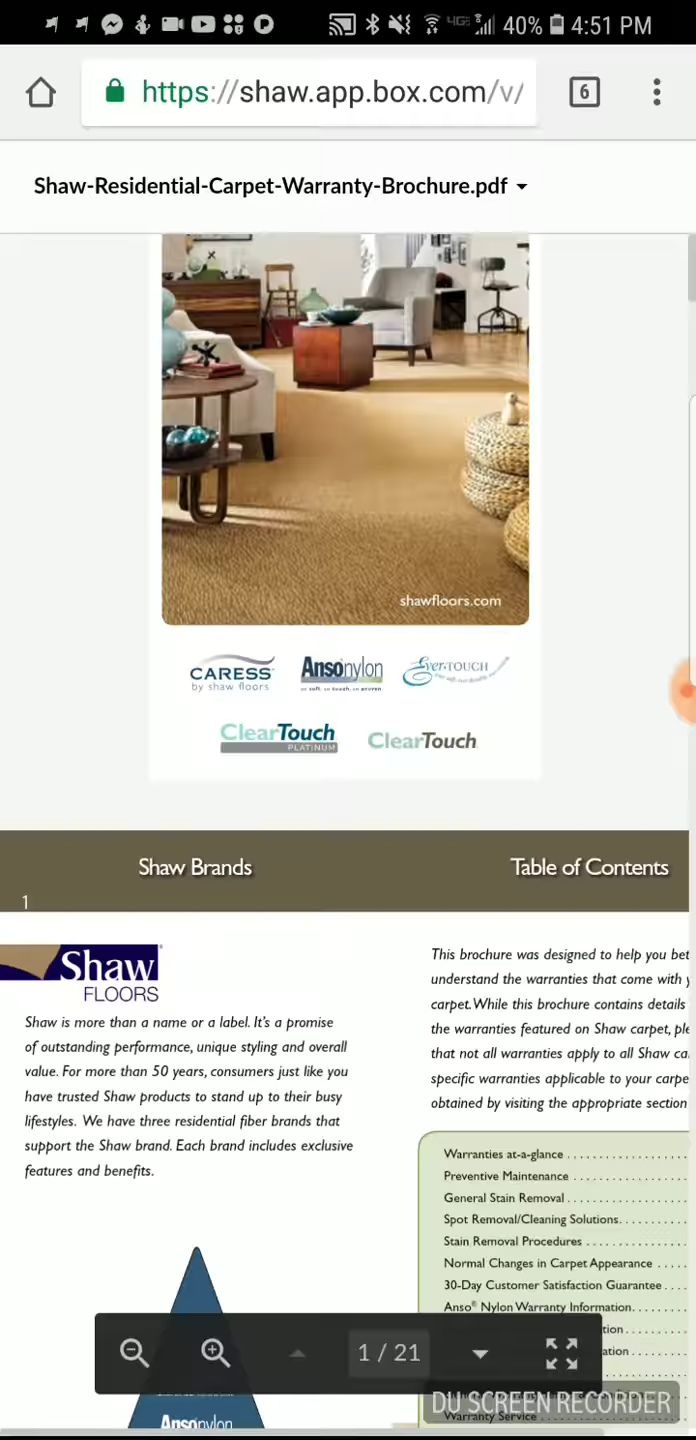 40% 4:51 PM
https://shaw.app.box.com/v/
6
Shaw-Residential-Carpet-Warranty-Brochure.pdf
shawfloors.com
CARESS
by shaw floors
Ansonylon
so soft. so tough. so proven.
EverTOUCH
ClearTouch
PLATINUM
ClearTouch
Shaw Brands
Table of Contents
1
Shaw
FLOORS
Shaw is more than a name or a label. It's a promise
of outstanding performance, unique styling and overall
value. For more than 50 years, consumers just like you
have trusted Shaw products to stand up to their busy
lifestyles. We have three residential fiber brands that
support the Shaw brand. Each brand includes exclusive
features and benefits.
This brochure was designed to help you bet
understand the warranties that come with y
carpet. While this brochure contains details
the warranties featured on Shaw carpet, ple
that not all warranties apply to all Shaw ca
specific warranties applicable to your carpe
obtained by visiting the appropriate section
Warranties at-a-glance
Preventive Maintenance
General Stain Removal
Spot Removal/Cleaning Solutions
Stain Removal Procedures
Normal Changes in Carpet Appearance
30-Day Customer Satisfaction Guarantee
Anso® Nylon Warranty Information
tion
ation
1 / 21
DU SCREEN RECORDER
Warranty Service
Ansonylon